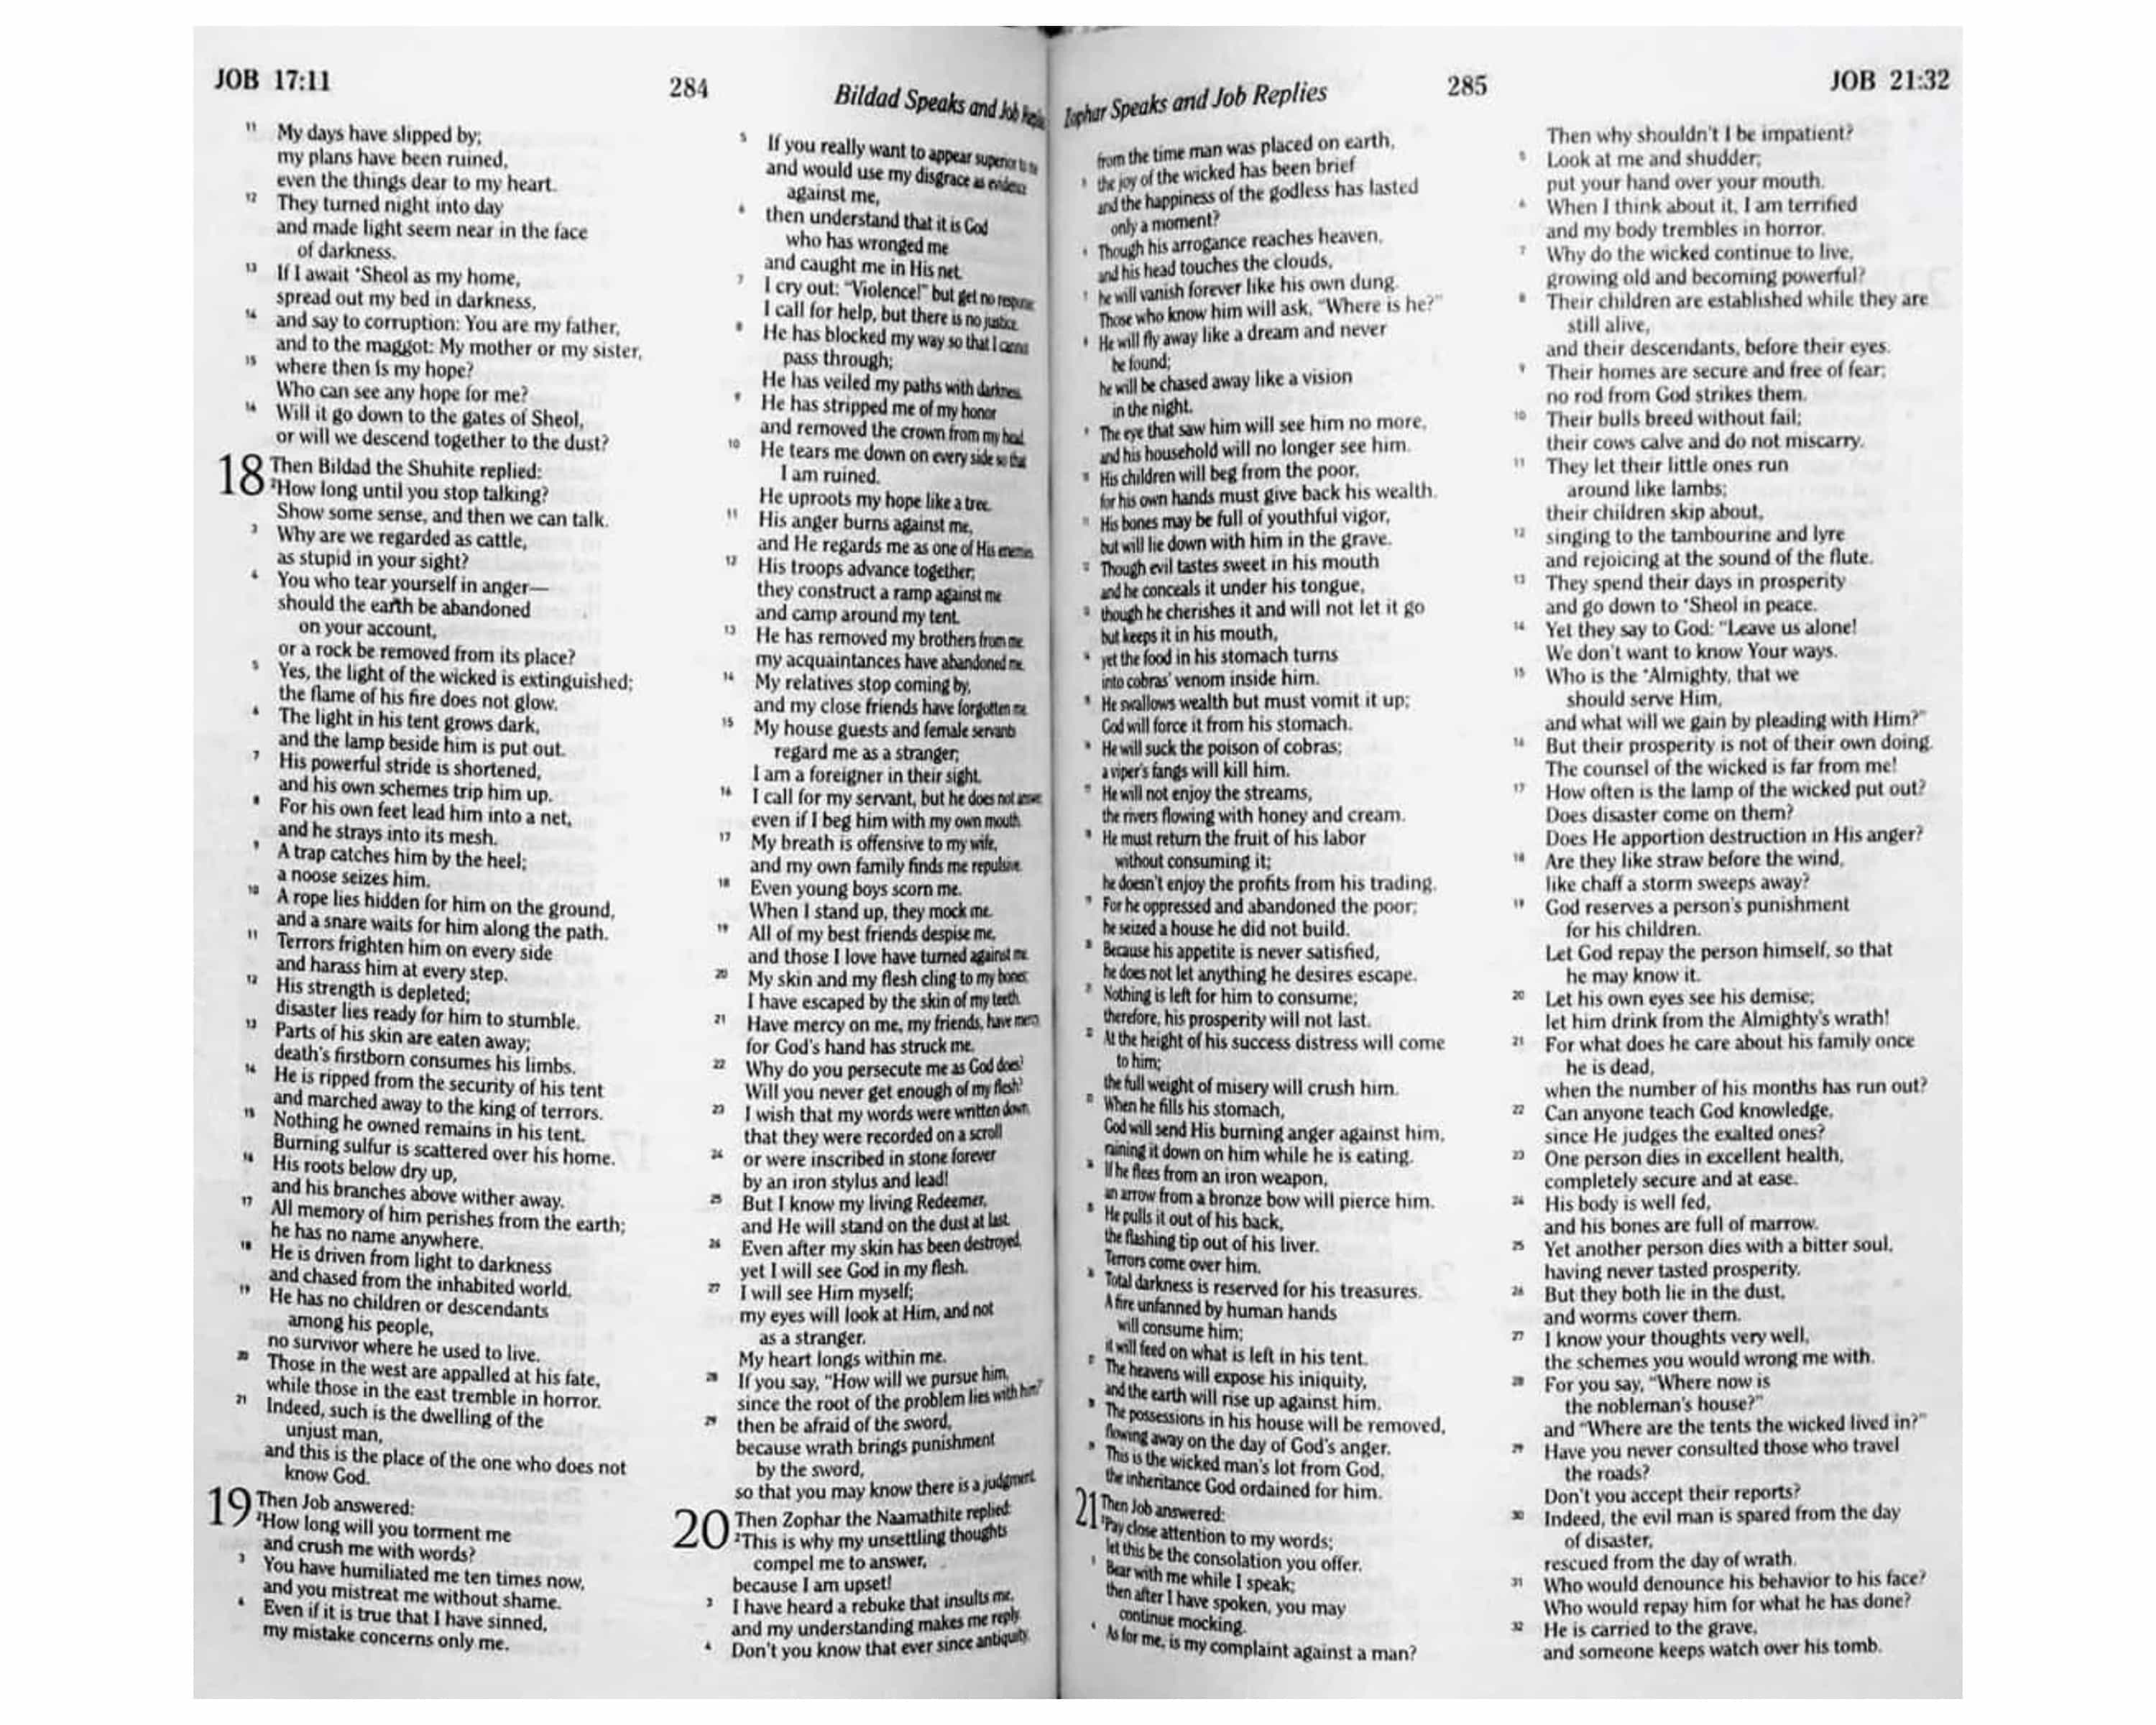 JOB 17:11
284
Bildad Speaks and Job
11 My days have slipped by;
my plans have been ruined,
even the things dear to my heart.
12 They turned night into day
and made light seem near in the face
of darkness.
13 If I await *Sheol as my home,
spread out my bed in darkness,
14 and say to corruption: You are my father,
and to the maggot: My mother or my sister,
15 where then is my hope?
Who can see any hope for me?
16 Will it go down to the gates of Sheol,
or will we descend together to the dust?
18 Then Bildad the Shuhite replied:
2 How long until you stop talking?
Show some sense, and then we can talk.
3 Why are we regarded as cattle,
as stupid in your sight?
4 You who tear yourself in anger—
should the earth be abandoned
on your account,
or a rock be removed from its place?
5 Yes, the light of the wicked is extinguished;
the flame of his fire does not glow.
6 The light in his tent grows dark,
and the lamp beside him is put out.
7 His powerful stride is shortened,
and his own schemes trip him up.
8 For his own feet lead him into a net,
and he strays into its mesh.
9 A trap catches him by the heel;
a noose seizes him.
10 A rope lies hidden for him on the ground,
and a snare waits for him along the path.
11 Terrors frighten him on every side
and harass him at every step.
12 His strength is depleted;
disaster lies ready for him to stumble.
13 Parts of his skin are eaten away;
death's firstborn consumes his limbs.
14 He is ripped from the security of his tent
and marched away to the king of terrors.
15 Nothing he owned remains in his tent.
Burning sulfur is scattered over his home.
16 His roots below dry up,
and his branches above wither away.
17 All memory of him perishes from the earth;
he has no name anywhere.
18 He is driven from light to darkness
and chased from the inhabited world.
19 He has no children or descendants
among his people,
no survivor where he used to live.
20 Those in the west are appalled at his fate,
while those in the east tremble in horror.
21 Indeed, such is the dwelling of the
unjust man,
and this is the place of the one who does not
know God.
19 Then Job answered:
2 How long will you torment me
and crush me with words?
3 You have humiliated me ten times now,
and you mistreat me without shame.
4 Even if it is true that I have sinned,
my mistake concerns only me.
5 If you really want to appear superior to me
and would use my disgrace as evidence
against me,
6 then understand that it is God
who has wronged me
and caught me in His net.
7 I cry out: "Violence!" but get no response;
I call for help, but there is no justice.
8 He has blocked my way so that I cannot
pass through;
He has veiled my paths with darkness.
9 He has stripped me of my honor
and removed the crown from my head.
10 He tears me down on every side so that
I am ruined.
He uproots my hope like a tree.
11 His anger burns against me,
and He regards me as one of His enemies.
12 His troops advance together;
they construct a ramp against me
and camp around my tent.
13 He has removed my brothers from me;
my acquaintances have abandoned me.
14 My relatives stop coming by,
and my close friends have forgotten me.
15 My house guests and female servants
regard me as a stranger;
I am a foreigner in their sight.
16 I call for my servant, but he does not answer,
even if I beg him with my own mouth.
17 My breath is offensive to my wife,
and my own family finds me repulsive.
18 Even young boys scorn me.
When I stand up, they mock me.
19 All of my best friends despise me,
and those I love have turned against me.
20 My skin and my flesh cling to my bones;
I have escaped by the skin of my teeth.
21 Have mercy on me, my friends, have mercy,
for God's hand has struck me.
22 Why do you persecute me as God does?
Will you never get enough of my flesh?
23 I wish that my words were written down,
that they were recorded on a scroll
24 or were inscribed in stone forever
by an iron stylus and lead!
25 But I know my living Redeemer,
and He will stand on the dust at last.
26 Even after my skin has been destroyed,
yet I will see God in my flesh.
27 I will see Him myself;
my eyes will look at Him, and not
as a stranger.
My heart longs within me.
28 If you say, "How will we pursue him,
since the root of the problem lies with him?"
29 then be afraid of the sword,
because wrath brings punishment
by the sword,
so that you may know there is a judgment.
20 Then Zophar the Naamathite replied:
2 This is why my unsettling thoughts
compel me to answer,
because I am upset!
3 I have heard a rebuke that insults me,
and my understanding makes me reply.
4 Don't you know that ever since antiquity,
Zophar Speaks and Job Replies
285
JOB 21:32
from the time man was placed on earth,
5 the joy of the wicked has been brief
and the happiness of the godless has lasted
only a moment?
6 Though his arrogance reaches heaven,
and his head touches the clouds,
7 he will vanish forever like his own dung.
Those who know him will ask, "Where is he?"
8 He will fly away like a dream and never
be found;
he will be chased away like a vision
in the night.
9 The eye that saw him will see him no more,
and his household will no longer see him.
10 His children will beg from the poor,
for his own hands must give back his wealth.
11 His bones may be full of youthful vigor,
but will lie down with him in the grave.
12 Though evil tastes sweet in his mouth
and he conceals it under his tongue,
13 though he cherishes it and will not let it go
but keeps it in his mouth,
14 yet the food in his stomach turns
into cobras' venom inside him.
15 He swallows wealth but must vomit it up;
God will force it from his stomach.
16 He will suck the poison of cobras;
a viper's fangs will kill him.
17 He will not enjoy the streams,
the rivers flowing with honey and cream.
18 He must return the fruit of his labor
without consuming it;
he doesn't enjoy the profits from his trading.
19 For he oppressed and abandoned the poor;
he seized a house he did not build.
20 Because his appetite is never satisfied,
he does not let anything he desires escape.
21 Nothing is left for him to consume;
therefore, his prosperity will not last.
22 At the height of his success distress will come
to him;
the full weight of misery will crush him.
23 When he fills his stomach,
God will send His burning anger against him,
raining it down on him while he is eating.
24 If he flees from an iron weapon,
an arrow from a bronze bow will pierce him.
25 He pulls it out of his back,
the flashing tip out of his liver.
Terrors come over him.
26 Total darkness is reserved for his treasures.
A fire unfanned by human hands
will consume him;
it will feed on what is left in his tent.
27 The heavens will expose his iniquity,
and the earth will rise up against him.
28 The possessions in his house will be removed,
flowing away on the day of God's anger.
29 This is the wicked man's lot from God,
the inheritance God ordained for him.
21 Then Job answered:
2 Pay close attention to my words;
let this be the consolation you offer.
3 Bear with me while I speak;
then after I have spoken, you may
continue mocking.
4 As for me, is my complaint against a man?
Then why shouldn't I be impatient?
5 Look at me and shudder;
put your hand over your mouth.
6 When I think about it, I am terrified
and my body trembles in horror.
7 Why do the wicked continue to live,
growing old and becoming powerful?
8 Their children are established while they are
still alive,
and their descendants, before their eyes.
9 Their homes are secure and free of fear;
no rod from God strikes them.
10 Their bulls breed without fail;
their cows calve and do not miscarry.
11 They let their little ones run
around like lambs;
their children skip about,
12 singing to the tambourine and lyre
and rejoicing at the sound of the flute.
13 They spend their days in prosperity
and go down to *Sheol in peace.
14 Yet they say to God: "Leave us alone!
We don't want to know Your ways.
15 Who is the *Almighty, that we
should serve Him,
and what will we gain by pleading with Him?"
16 But their prosperity is not of their own doing.
The counsel of the wicked is far from me!
17 How often is the lamp of the wicked put out?
Does disaster come on them?
Does He apportion destruction in His anger?
18 Are they like straw before the wind,
like chaff a storm sweeps away?
19 God reserves a person's punishment
for his children.
Let God repay the person himself, so that
he may know it.
20 Let his own eyes see his demise;
let him drink from the Almighty's wrath!
21 For what does he care about his family once
he is dead,
when the number of his months has run out?
22 Can anyone teach God knowledge,
since He judges the exalted ones?
23 One person dies in excellent health,
completely secure and at ease.
24 His body is well fed,
and his bones are full of marrow.
25 Yet another person dies with a bitter soul,
having never tasted prosperity.
26 But they both lie in the dust,
and worms cover them.
27 I know your thoughts very well,
the schemes you would wrong me with.
28 For you say, "Where now is
the nobleman's house?"
and "Where are the tents the wicked lived in?"
29 Have you never consulted those who travel
the roads?
Don't you accept their reports?
30 Indeed, the evil man is spared from the day
of disaster,
rescued from the day of wrath.
31 Who would denounce his behavior to his face?
Who would repay him for what he has done?
32 He is carried to the grave,
and someone keeps watch over his tomb.